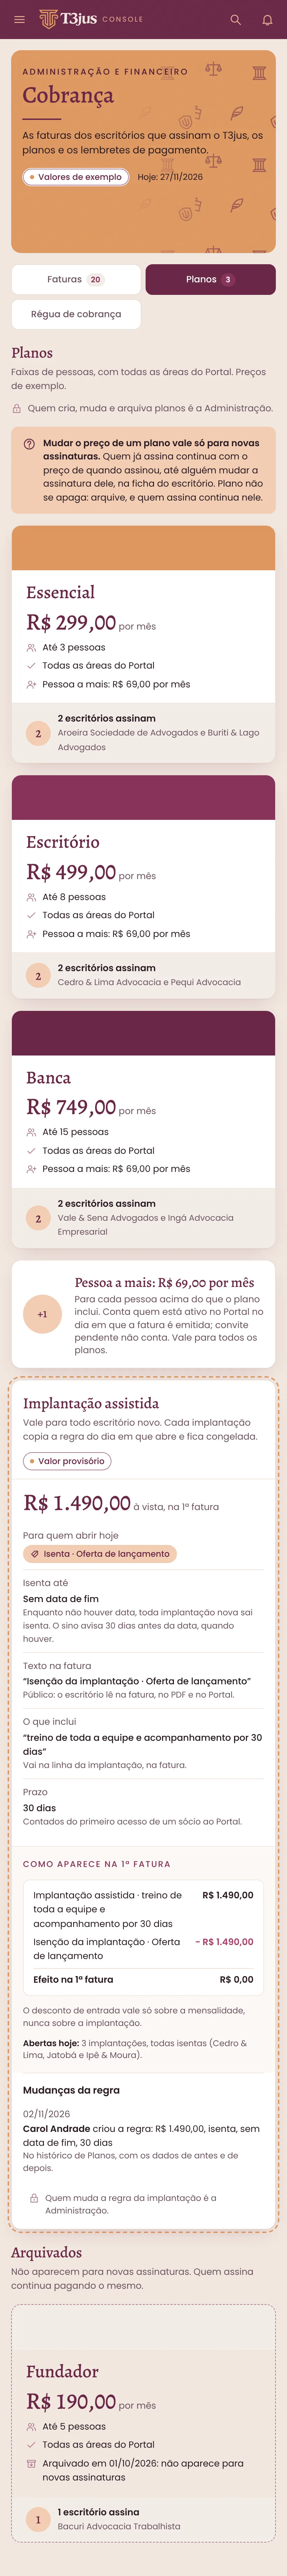 T3jus CONSOLE
ADMINISTRAÇÃO E FINANCEIRO
Cobrança
As faturas dos escritórios que assinam o T3jus, os
planos e os lembretes de pagamento.
Valores de exemplo Hoje: 27/11/2026
Faturas 20
Planos 3
Régua de cobrança
Planos
Faixas de pessoas, com todas as áreas do Portal. Preços
de exemplo.
Quem cria, muda e arquiva planos é a Administração.
Mudar o preço de um plano vale só para novas
assinaturas. Quem já assina continua com o
preço de quando assinou, até alguém mudar a
assinatura dele, na ficha do escritório. Plano não
se apaga: arquive, e quem assina continua nele.
Essencial
R$ 299,00 por mês
Até 3 pessoas
Todas as áreas do Portal
Pessoa a mais: R$ 69,00 por mês
2
2 escritórios assinam
Aroeira Sociedade de Advogados e Buriti & Lago
Advogados
Escritório
R$ 499,00 por mês
Até 8 pessoas
Todas as áreas do Portal
Pessoa a mais: R$ 69,00 por mês
2
2 escritórios assinam
Cedro & Lima Advocacia e Pequi Advocacia
Banca
R$ 749,00 por mês
Até 15 pessoas
Todas as áreas do Portal
Pessoa a mais: R$ 69,00 por mês
2
2 escritórios assinam
Vale & Sena Advogados e Ingá Advocacia
Empresarial
+1
Pessoa a mais: R$ 69,00 por mês
Para cada pessoa acima do que o plano
inclui. Conta quem está ativo no Portal no
dia em que a fatura é emitida; convite
pendente não conta. Vale para todos os
planos.
Implantação assistida
Vale para todo escritório novo. Cada implantação
copia a regra do dia em que abre e fica congelada.
Valor provisório
R$ 1.490,00 à vista, na 1ª fatura
Para quem abrir hoje
Isenta · Oferta de lançamento
Isenta até
Sem data de fim
Enquanto não houver data, toda implantação nova sai
isenta. O sino avisa 30 dias antes da data, quando
houver.
Texto na fatura
“Isenção da implantação · Oferta de lançamento”
Público: o escritório lê na fatura, no PDF e no Portal.
O que inclui
“treino de toda a equipe e acompanhamento por 30
dias”
Vai na linha da implantação, na fatura.
Prazo
30 dias
Contados do primeiro acesso de um sócio ao Portal.
COMO APARECE NA 1ª FATURA
Implantação assistida · treino de R$ 1.490,00
toda a equipe e
acompanhamento por 30 dias
Isenção da implantação · Oferta − R$ 1.490,00
de lançamento
Efeito na 1ª fatura R$ 0,00
O desconto de entrada vale só sobre a mensalidade,
nunca sobre a implantação.
Abertas hoje: 3 implantações, todas isentas (Cedro &
Lima, Jatobá e Ipê & Moura).
Mudanças da regra
02/11/2026
Carol Andrade criou a regra: R$ 1.490,00, isenta, sem
data de fim, 30 dias
No histórico de Planos, com os dados de antes e de
depois.
Quem muda a regra da implantação é a
Administração.
Arquivados
Não aparecem para novas assinaturas. Quem assina
continua pagando o mesmo.
Fundador
R$ 190,00 por mês
Até 5 pessoas
Todas as áreas do Portal
Arquivado em 01/10/2026: não aparece para
novas assinaturas
1
1 escritório assina
Bacuri Advocacia Trabalhista